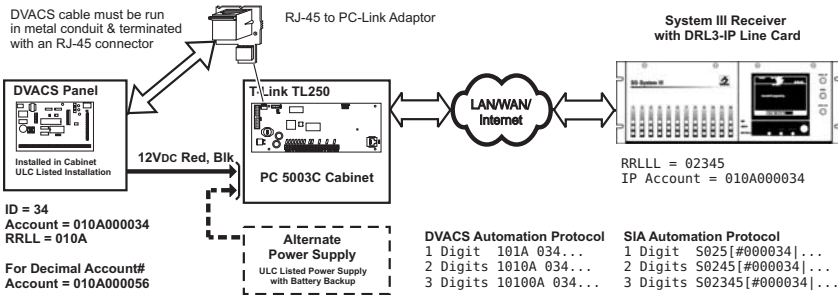 DVACS cable must be run
in metal conduit & terminated
with an RJ-45 connector
RJ-45 to PC-Link Adaptor
System III Receiver
with DRL3-IP Line Card
DVACS Panel
Installed in Cabinet
ULC Listed Installation
T-Link TL250
PC 5003C Cabinet
12VDC Red, Blk
LAN/WAN/
Internet
SG-System III
RRLLL = 02345
IP Account = 010A000034
ID = 34
Account = 010A000034
RRLL = 010A
For Decimal Account#
Account = 010A000056
Alternate
Power Supply
ULC Listed Power Supply
with Battery Backup
DVACS Automation Protocol
1 Digit 101A 034...
2 Digits 1010A 034...
3 Digits 10100A 034...
SIA Automation Protocol
1 Digit S025[#000034|...
2 Digits S0245[#000034|...
3 Digits S02345[#000034|...